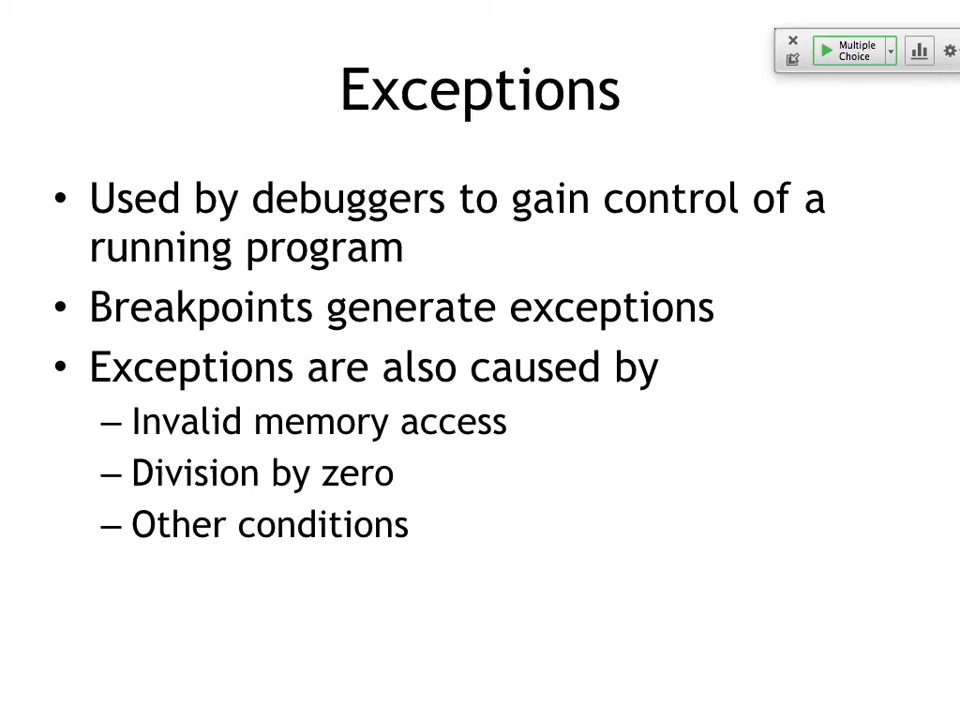 Multiple
Choice
Exceptions
• Used by debuggers to gain control of a
running program
• Breakpoints generate exceptions
• Exceptions are also caused by
– Invalid memory access
– Division by zero
– Other conditions